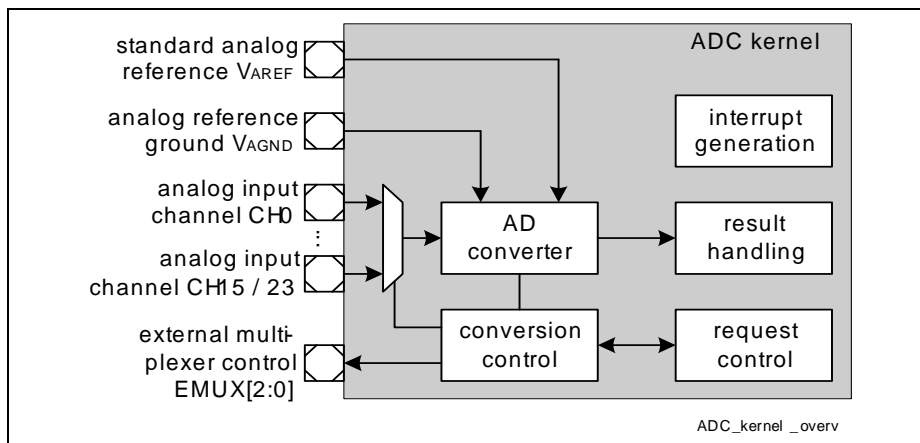 ADC kernel
standard analog
reference VAREF
analog reference
ground VAGND
analog input
channel CH0
⋮
analog input
channel CH15 / 23
external multi-
plexer control
EMUX[2:0]
AD
converter
conversion
control
interrupt
generation
result
handling
request
control
ADC_kernel _overv